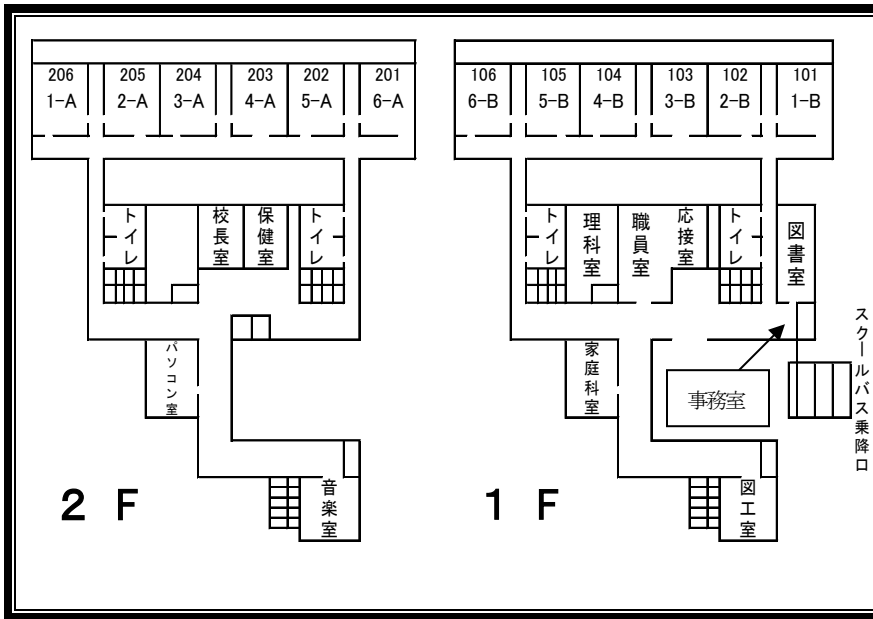 206 205 204 203 202 201
1-A 2-A 3-A 4-A 5-A 6-A
トイレ
校長室
保健室
トイレ
パソコン室
音楽室
2 F
106 105 104 103 102 101
6-B 5-B 4-B 3-B 2-B 1-B
トイレ
理科室
職員室
応接室
トイレ
図書室
家庭科室
事務室
スクールバス乗降口
図工室
1 F